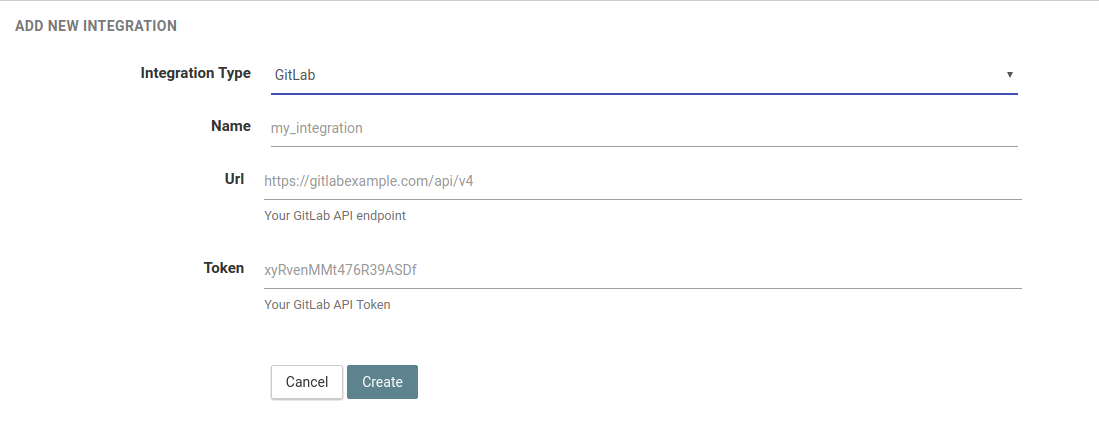 ADD NEW INTEGRATION
Integration Type GitLab
Name my_integration
Url https://gitlabexample.com/api/v4
Your GitLab API endpoint
Token xyRvenMMt476R39ASDf
Your GitLab API Token
Cancel Create